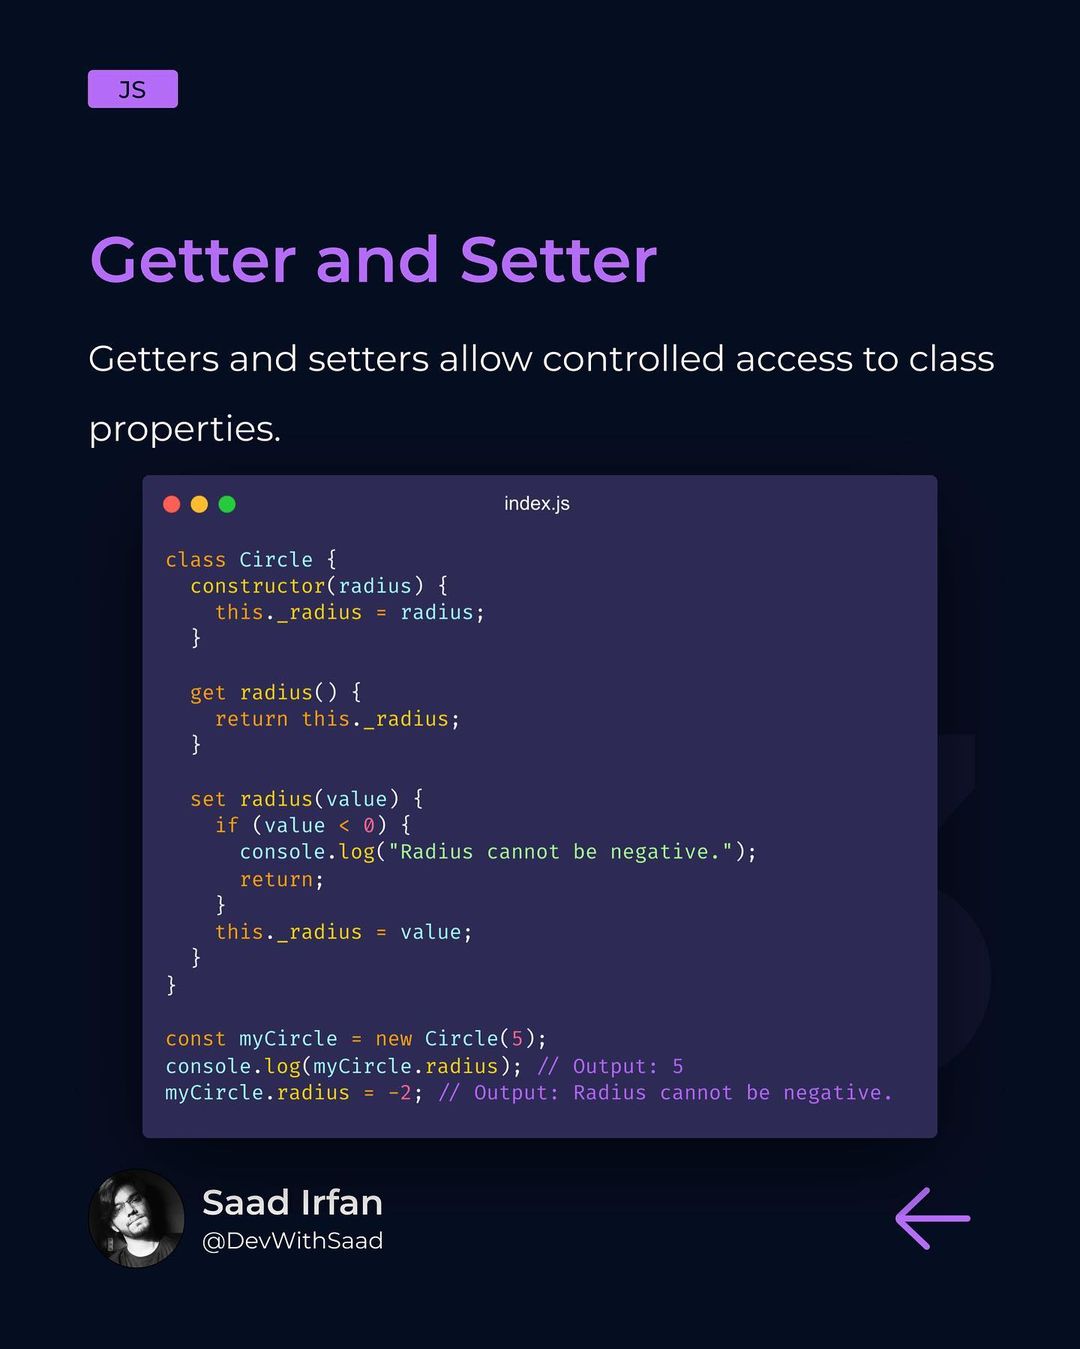 JS
Getter and Setter
Getters and setters allow controlled access to class
properties.
index.js
class Circle {
  constructor(radius) {
    this._radius = radius;
  }

  get radius() {
    return this._radius;
  }

  set radius(value) {
    if (value < 0) {
      console.log("Radius cannot be negative.");
      return;
    }
    this._radius = value;
  }
}

const myCircle = new Circle(5);
console.log(myCircle.radius); // Output: 5
myCircle.radius = -2; // Output: Radius cannot be negative.
Saad Irfan
@DevWithSaad